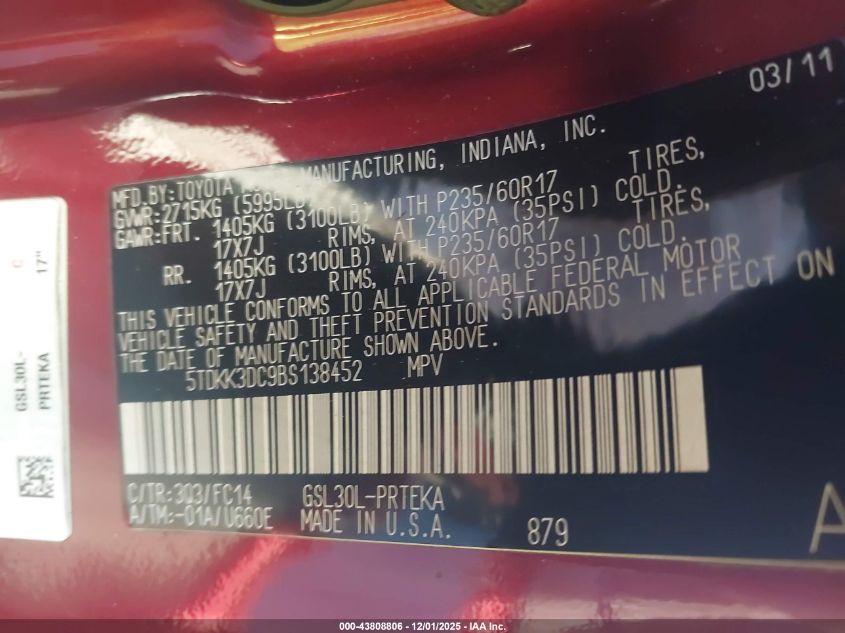 03/11
MFD.BY:TOYOTA MANUFACTURING, INDIANA, INC.
GVWR:2715KG (5995LB)
GAWR:FRT. 1405KG (3100LB) WITH P235/60R17 TIRES,
17X7J RIMS, AT 240KPA (35PSI) COLD.
RR. 1405KG (3100LB) WITH P235/60R17 TIRES,
17X7J RIMS, AT 240KPA (35PSI) COLD.
THIS VEHICLE CONFORMS TO ALL APPLICABLE FEDERAL MOTOR
VEHICLE SAFETY AND THEFT PREVENTION STANDARDS IN EFFECT ON
THE DATE OF MANUFACTURE SHOWN ABOVE.
5TDKK3DC9BS138452 MPV
C/TR:3Q3/FC14 GSL30L-PRTEKA
A/TM:-01A/U660E MADE IN U.S.A. 879
A
C
17"
GSL30L-
PRTEKA
000-43808806 - 12/01/2025 - IAA Inc.